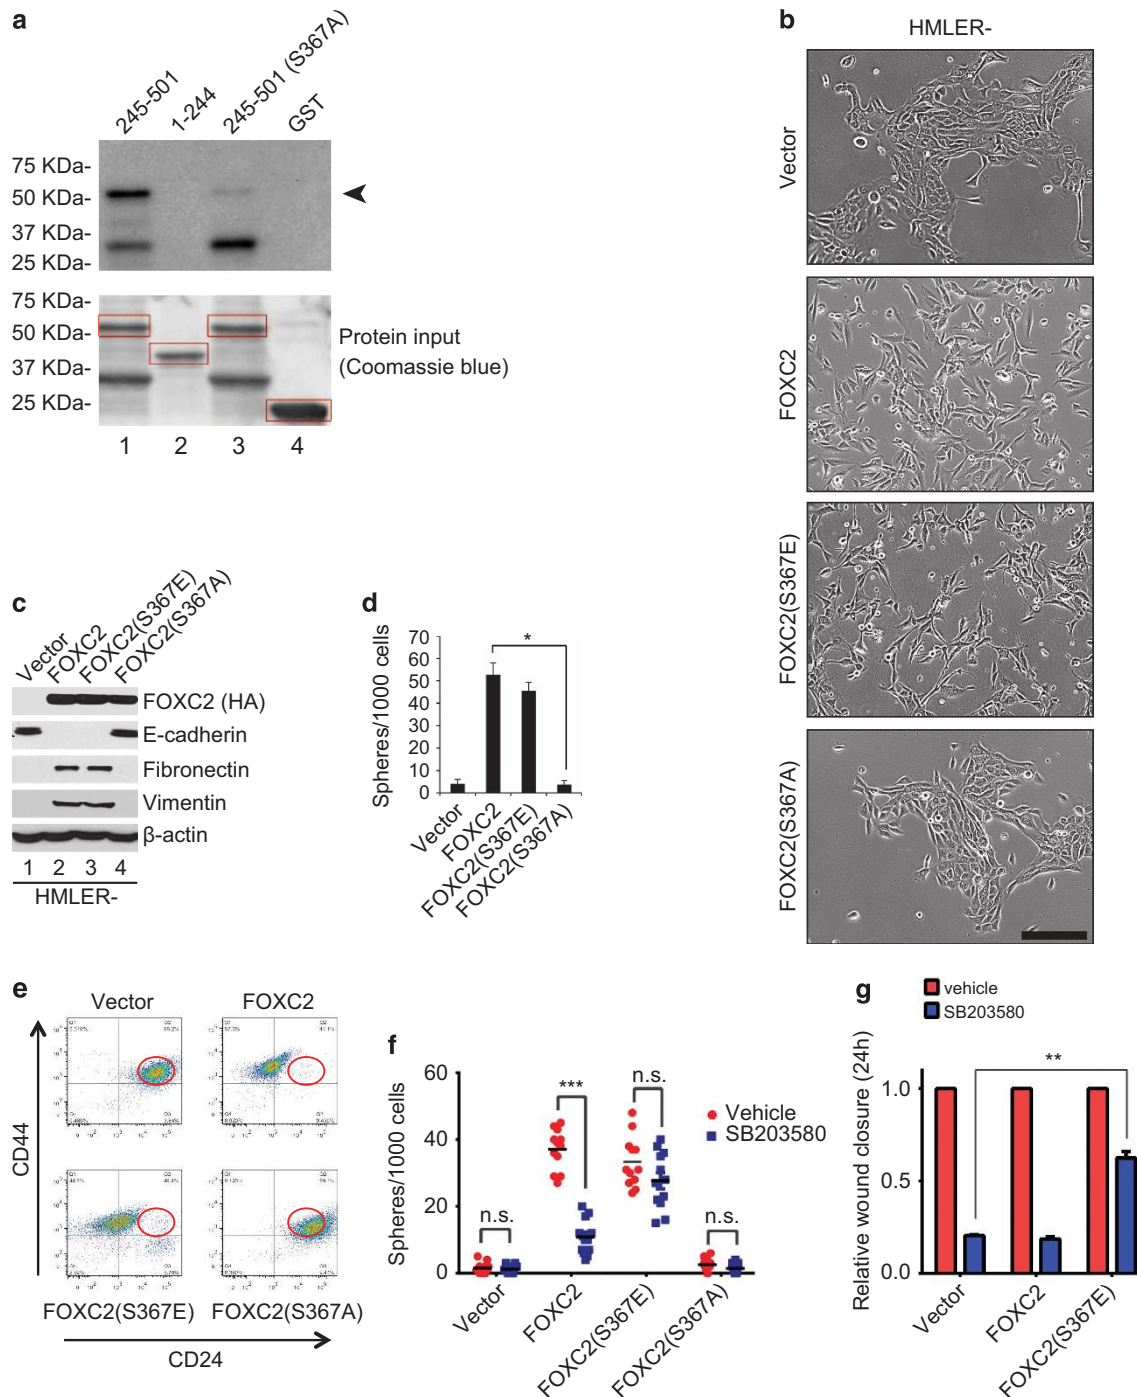 a
245-501
1-244
245-501 (S367A)
GST
75 KDa-
50 KDa-
37 KDa-
25 KDa-
75 KDa-
50 KDa-
37 KDa-
25 KDa-
Protein input
(Coomassie blue)
1 2 3 4
b
HMLER-
Vector
FOXC2
FOXC2(S367E)
FOXC2(S367A)
c
Vector
FOXC2
FOXC2(S367E)
FOXC2(S367A)
FOXC2 (HA)
E-cadherin
Fibronectin
Vimentin
β-actin
1 2 3 4
HMLER-
d
Spheres/1000 cells
70
60
50
40
30
20
10
0
*
Vector
FOXC2
FOXC2(S367E)
FOXC2(S367A)
e
Vector
FOXC2
CD44
FOXC2(S367E)
FOXC2(S367A)
CD24
f
Spheres/1000 cells
60
40
20
0
n.s.
***
n.s.
n.s.
Vehicle
SB203580
Vector
FOXC2
FOXC2(S367E)
FOXC2(S367A)
g
vehicle
SB203580
Relative wound closure (24h)
1.0
0.5
0.0
**
Vector
FOXC2
FOXC2(S367E)